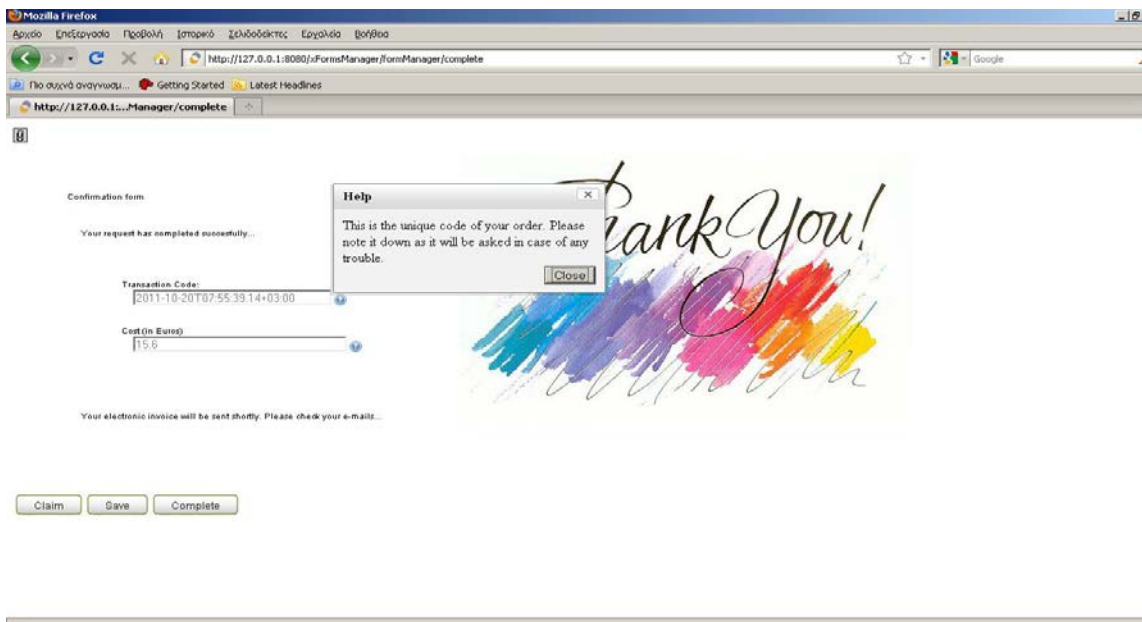 Mozilla Firefox
Αρχείο Επεξεργασία Προβολή Ιστορικό Σελιδοδείκτες Εργαλεία Βοήθεια
http://127.0.0.1:8080/xFormsManager/formManager/complete
Google
Πιο συχνά αναγνωσμ... Getting Started Latest Headlines
http://127.0.0.1:...Manager/complete
Confirmation form
Your request has completed succesfully...
Help
This is the unique code of your order. Please
note it down as it will be asked in case of any
trouble.
Close
Thank You!
Transaction Code:
2011-10-20T07:55:39.14+03:00
Cost (in Euros)
15.6
Your electronic invoice will be sent shortly. Please check your e-mails...
Claim Save Complete